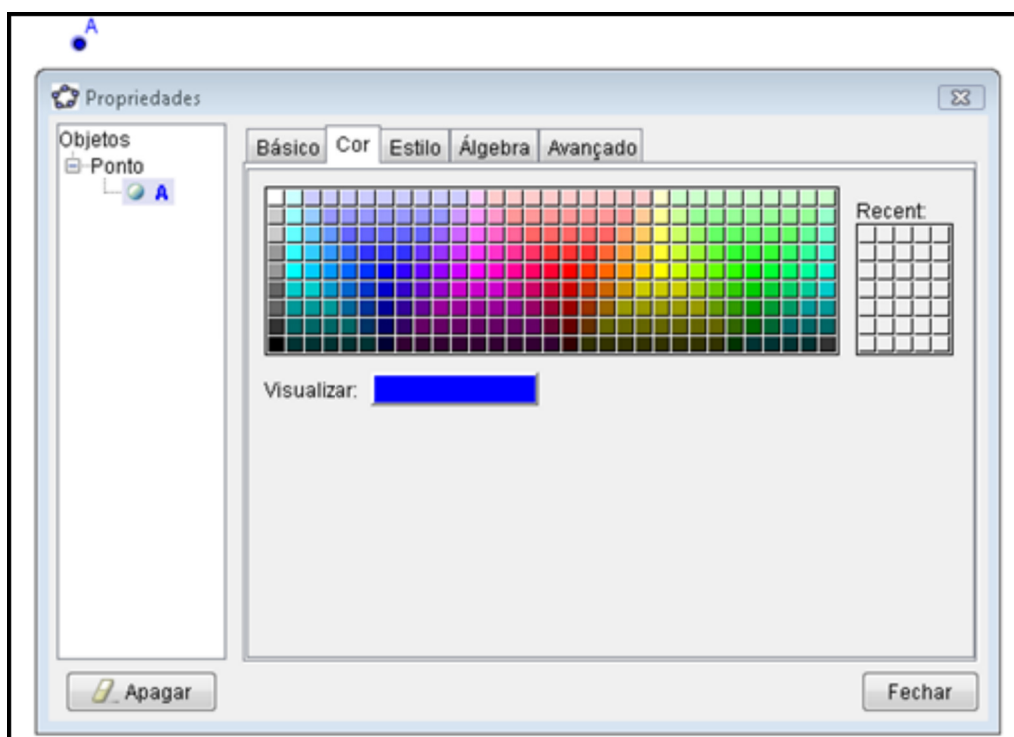 A
Propriedades
Objetos
Ponto
A
Básico Cor Estilo Álgebra Avançado
Recent:
Visualizar:
Apagar
Fechar